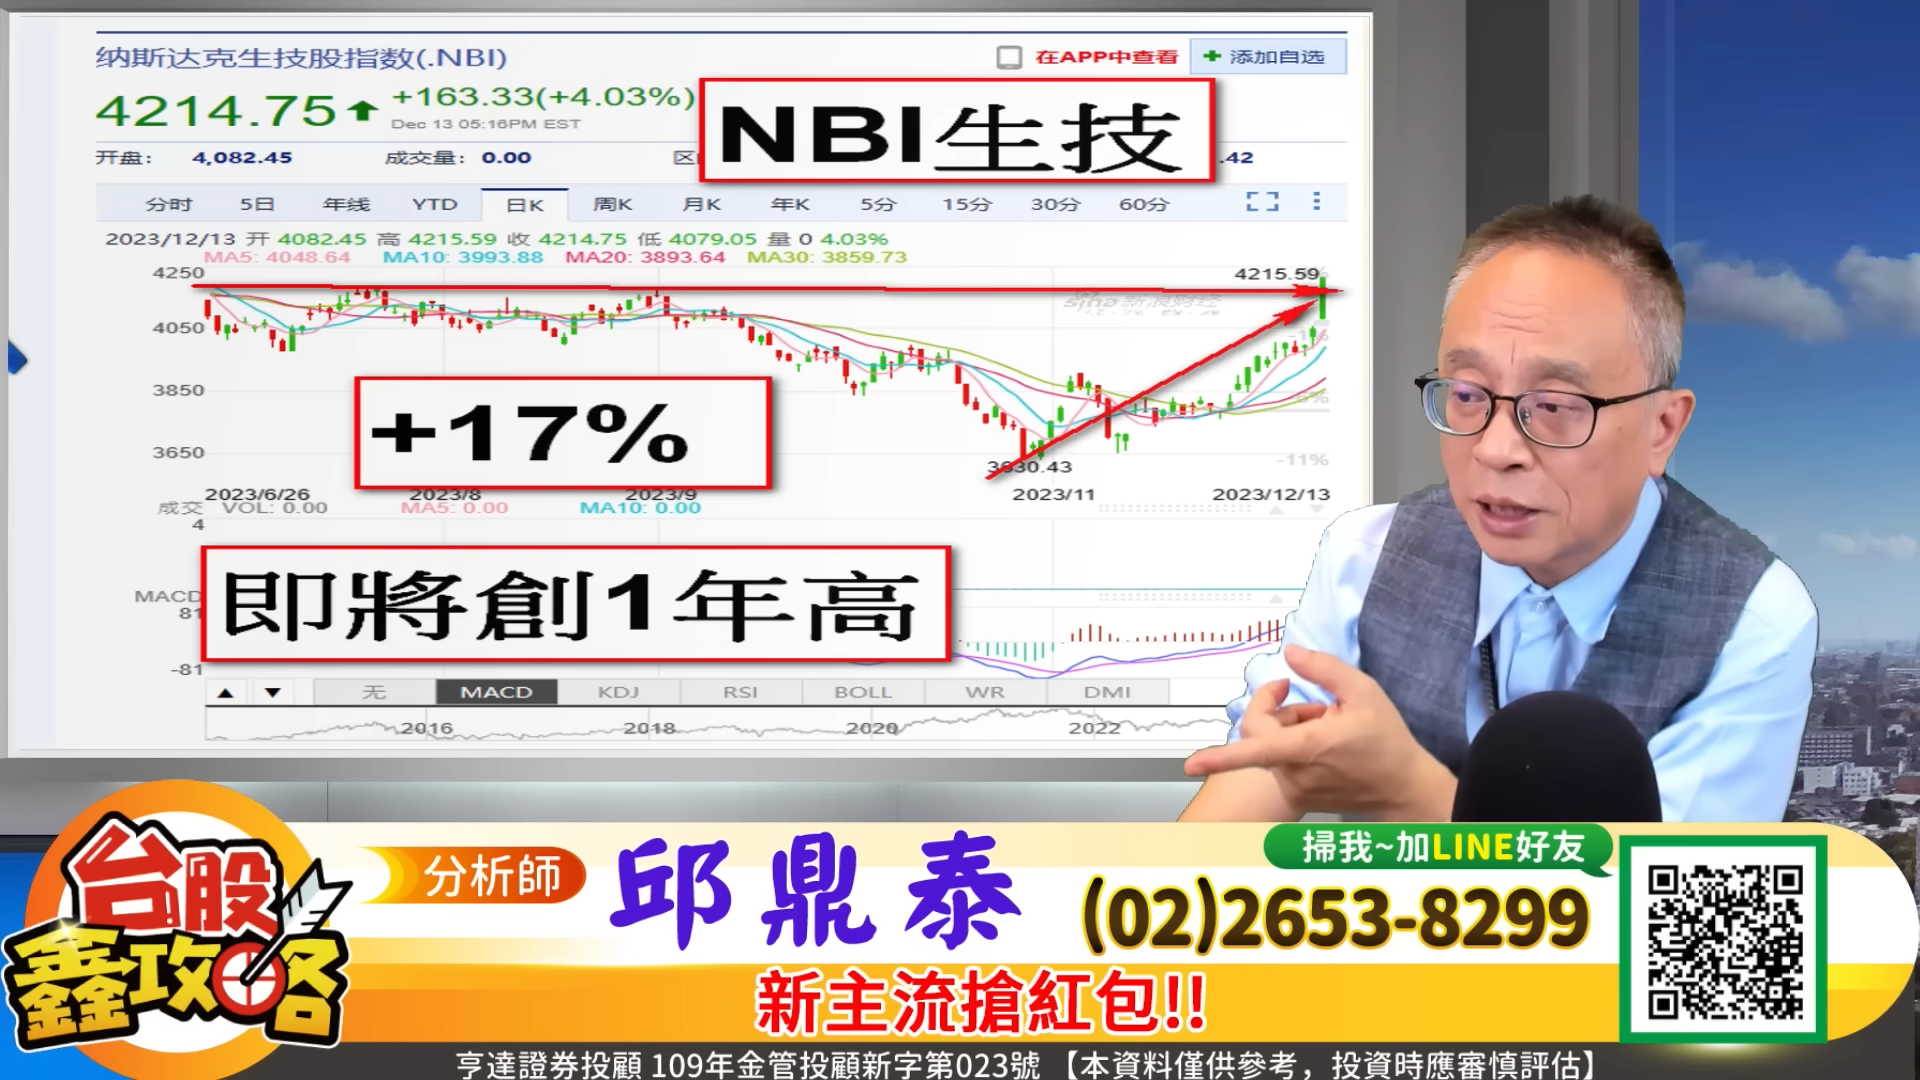 纳斯达克生技股指数(.NBI)
在APP中查看
+ 添加自选
4214.75
+163.33(+4.03%)
Dec 13 05:16PM EST
NBI生技
开盘： 4,082.45
成交量： 0.00
.42
分时 5日 年线 YTD 日K 周K 月K 年K 5分 15分 30分 60分
2023/12/13 开 4082.45 高 4215.59 收 4214.75 低 4079.05 量 0 4.03%
MA5: 4048.64 MA10: 3993.88 MA20: 3893.64 MA30: 3859.73
4250
4215.59
sina 新浪财经
4050
3850
+17%
3650
-11%
3630.43
2023/6/26 2023/8 2023/9 2023/11 2023/12/13
成交 VOL: 0.00 MA5: 0.00 MA10: 0.00
4
即將創1年高
MACD
81
-81
▲ ▼ 无 MACD KDJ RSI BOLL WR DMI
2016 2018 2020 2022
台股
鑫攻略
分析師
邱鼎泰
掃我~加LINE好友
(02)2653-8299
新主流搶紅包!!
亨達證券投顧 109年金管投顧新字第023號 【本資料僅供參考，投資時應審慎評估】